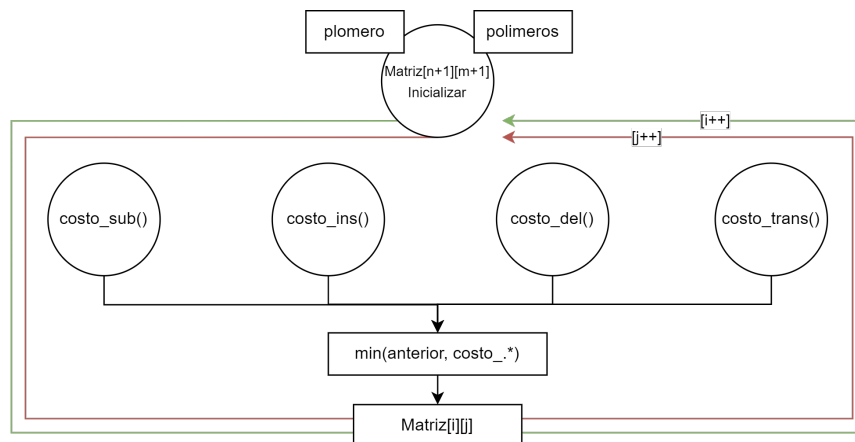 plomero
polimeros
Matriz[n+1][m+1]
Inicializar
[i++]
[j++]
costo_sub()
costo_ins()
costo_del()
costo_trans()
min(anterior, costo_.*)
Matriz[i][j]